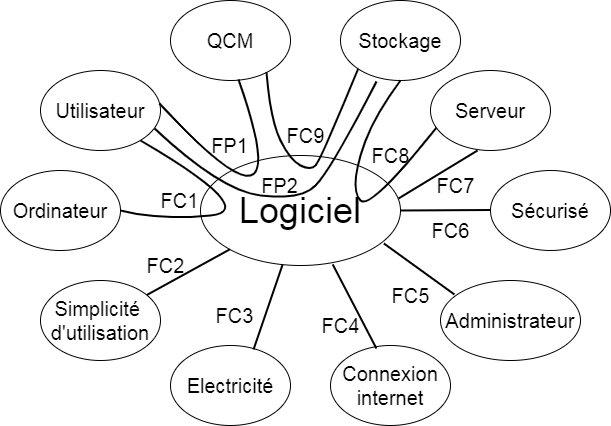 QCM
Stockage
Utilisateur
Serveur
FP1
FC9
FC8
FP2
FC7
FC1
Ordinateur
Logiciel
Sécurisé
FC6
FC2
FC5
Simplicité
d'utilisation
FC3
FC4
Administrateur
Electricité
Connexion
internet